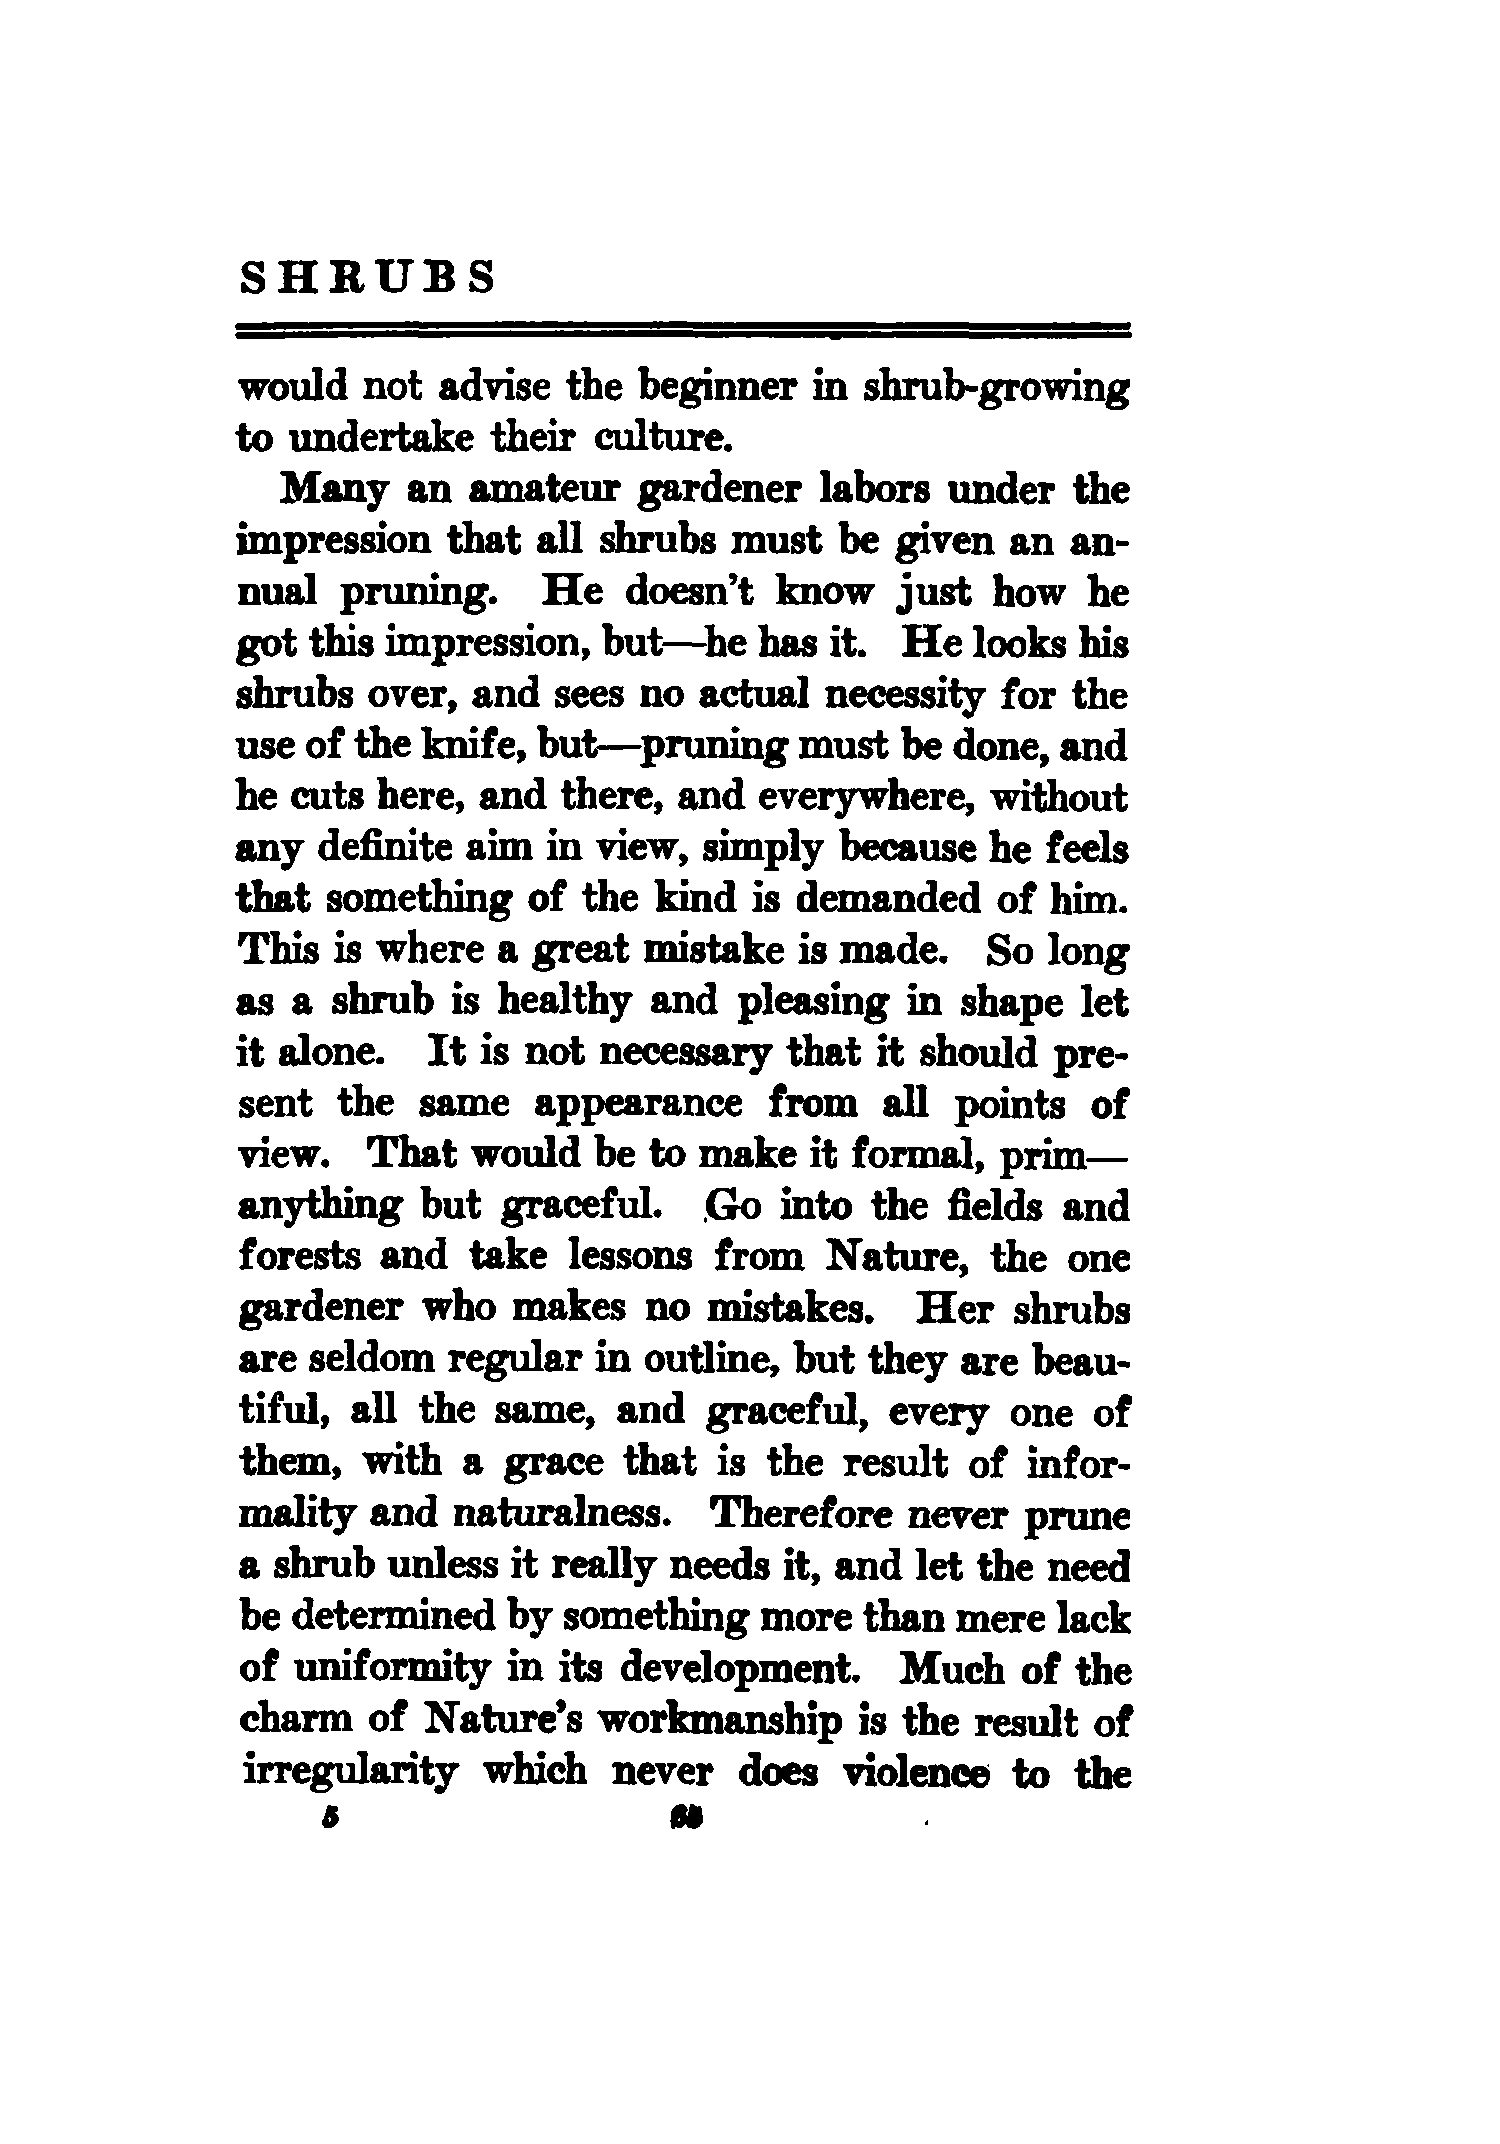 SHRUBS
would not advise the beginner in shrub-growing
to undertake their culture.
Many an amateur gardener labors under the
impression that all shrubs must be given an an-
nual pruning. He doesn't know just how he
got this impression, but—he has it. He looks his
shrubs over, and sees no actual necessity for the
use of the knife, but—pruning must be done, and
he cuts here, and there, and everywhere, without
any definite aim in view, simply because he feels
that something of the kind is demanded of him.
This is where a great mistake is made. So long
as a shrub is healthy and pleasing in shape let
it alone. It is not necessary that it should pre-
sent the same appearance from all points of
view. That would be to make it formal, prim—
anything but graceful. Go into the fields and
forests and take lessons from Nature, the one
gardener who makes no mistakes. Her shrubs
are seldom regular in outline, but they are beau-
tiful, all the same, and graceful, every one of
them, with a grace that is the result of infor-
mality and naturalness. Therefore never prune
a shrub unless it really needs it, and let the need
be determined by something more than mere lack
of uniformity in its development. Much of the
charm of Nature's workmanship is the result of
irregularity which never does violence to the
5